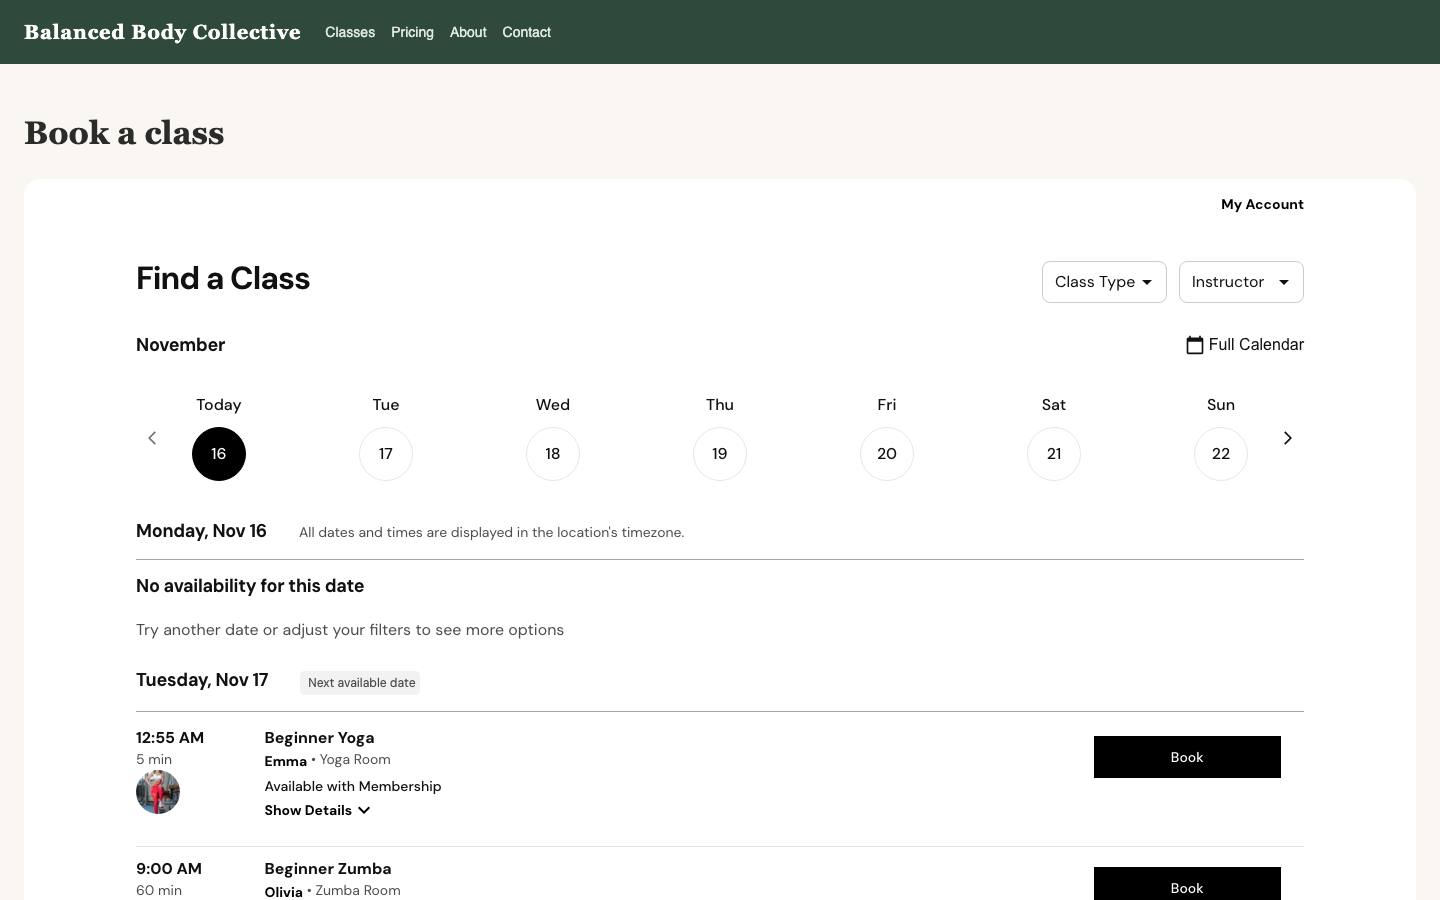 Balanced Body Collective Classes Pricing About Contact
Book a class
My Account
Find a Class
Class Type Instructor
November
Full Calendar
Today Tue Wed Thu Fri Sat Sun
16 17 18 19 20 21 22
Monday, Nov 16 All dates and times are displayed in the location's timezone.
No availability for this date
Try another date or adjust your filters to see more options
Tuesday, Nov 17 Next available date
12:55 AM Beginner Yoga
5 min Emma • Yoga Room
Book
Available with Membership
Show Details
9:00 AM Beginner Zumba
60 min Olivia • Zumba Room
Book